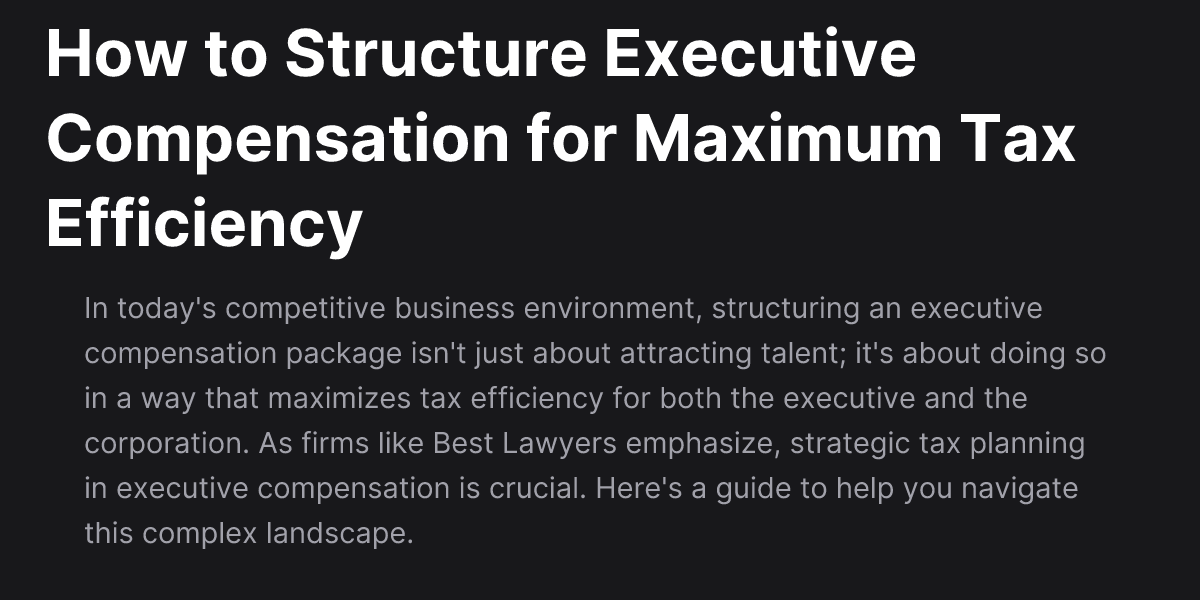 How to Structure Executive
Compensation for Maximum Tax
Efficiency
In today's competitive business environment, structuring an executive
compensation package isn't just about attracting talent; it's about doing so
in a way that maximizes tax efficiency for both the executive and the
corporation. As firms like Best Lawyers emphasize, strategic tax planning
in executive compensation is crucial. Here's a guide to help you navigate
this complex landscape.